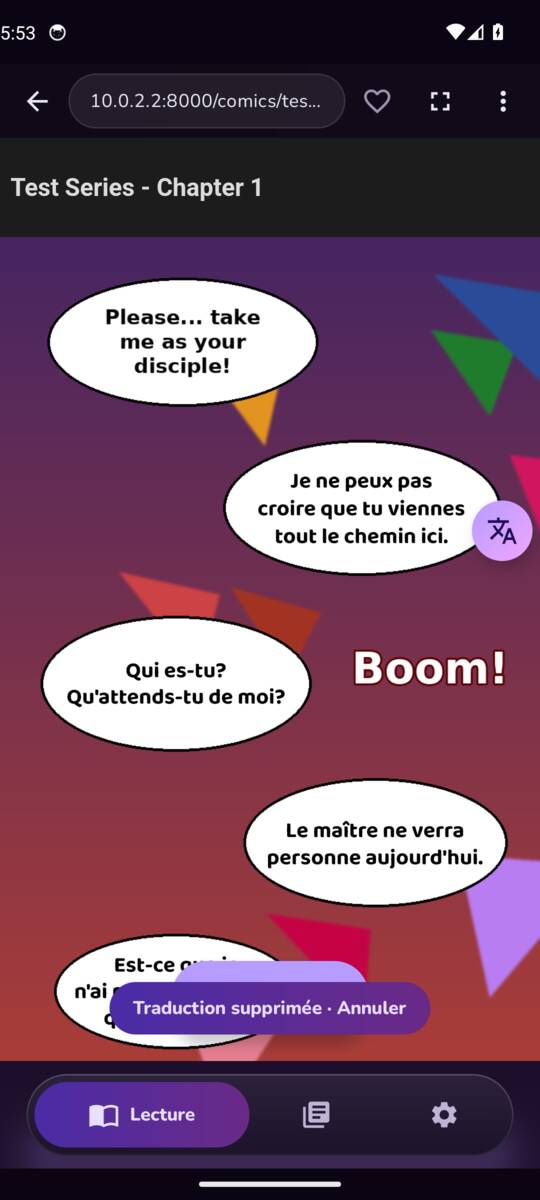 5:53
10.0.2.2:8000/comics/tes...
Test Series - Chapter 1
Please... take
me as your
disciple!
Je ne peux pas
croire que tu viennes
tout le chemin ici.
Qui es-tu?
Qu'attends-tu de moi?
Boom!
Le maître ne verra
personne aujourd'hui.
Est-ce
n'ai
Traduction supprimée · Annuler
Lecture